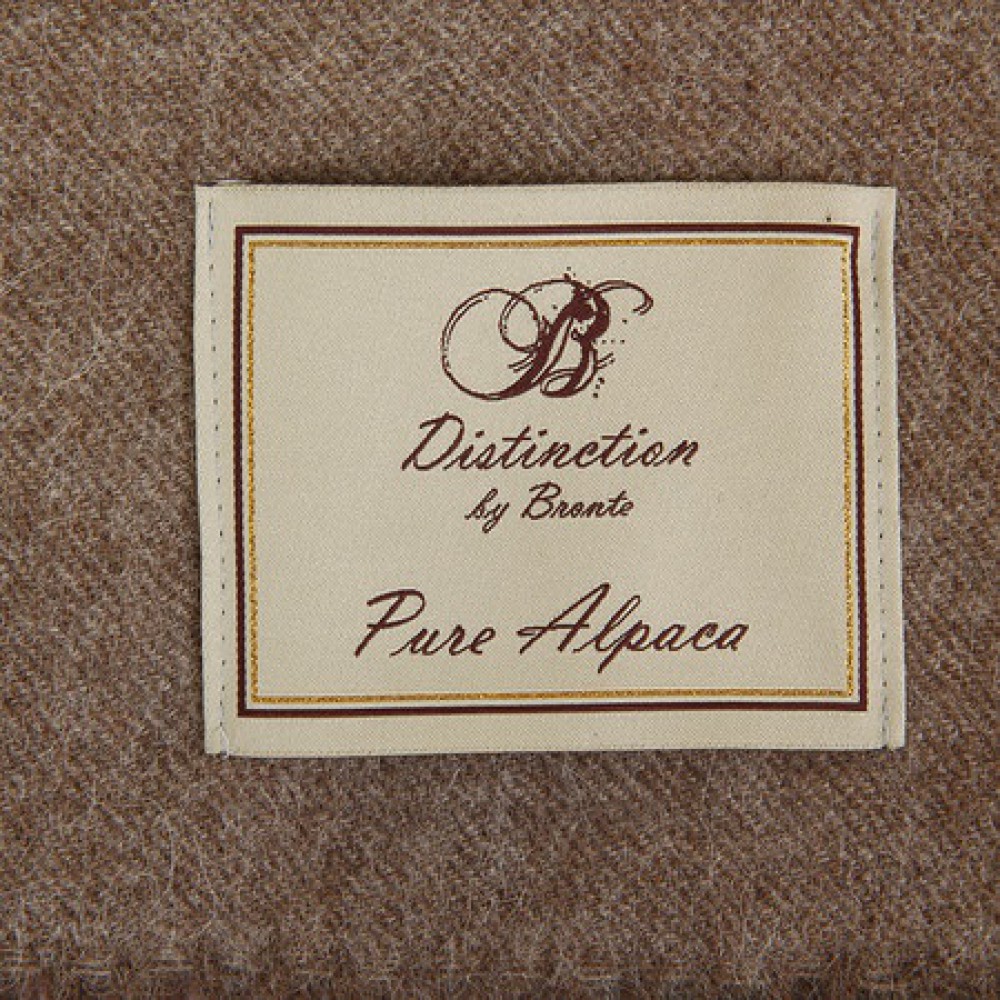 B
Distinction
by Bronte
Pure Alpaca